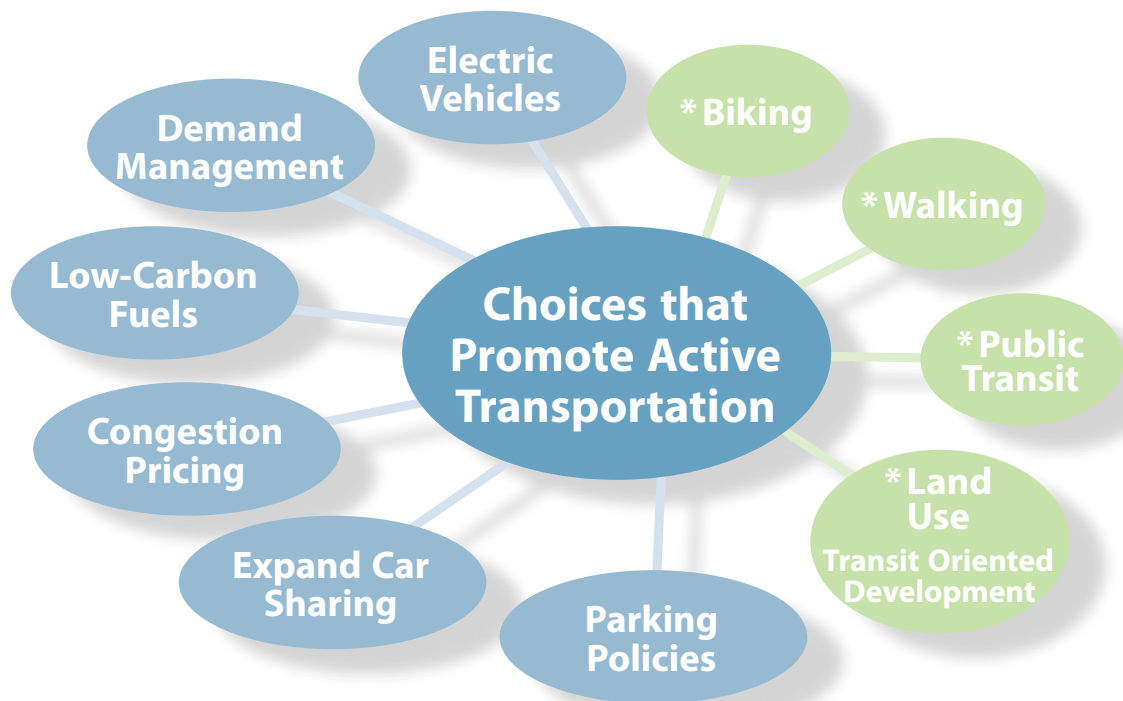 Electric
Vehicles
* Biking
Demand
Management
* Walking
Low-Carbon
Fuels
Choices that
Promote Active
Transportation
* Public
Transit
Congestion
Pricing
* Land
Use
Transit Oriented
Development
Expand Car
Sharing
Parking
Policies